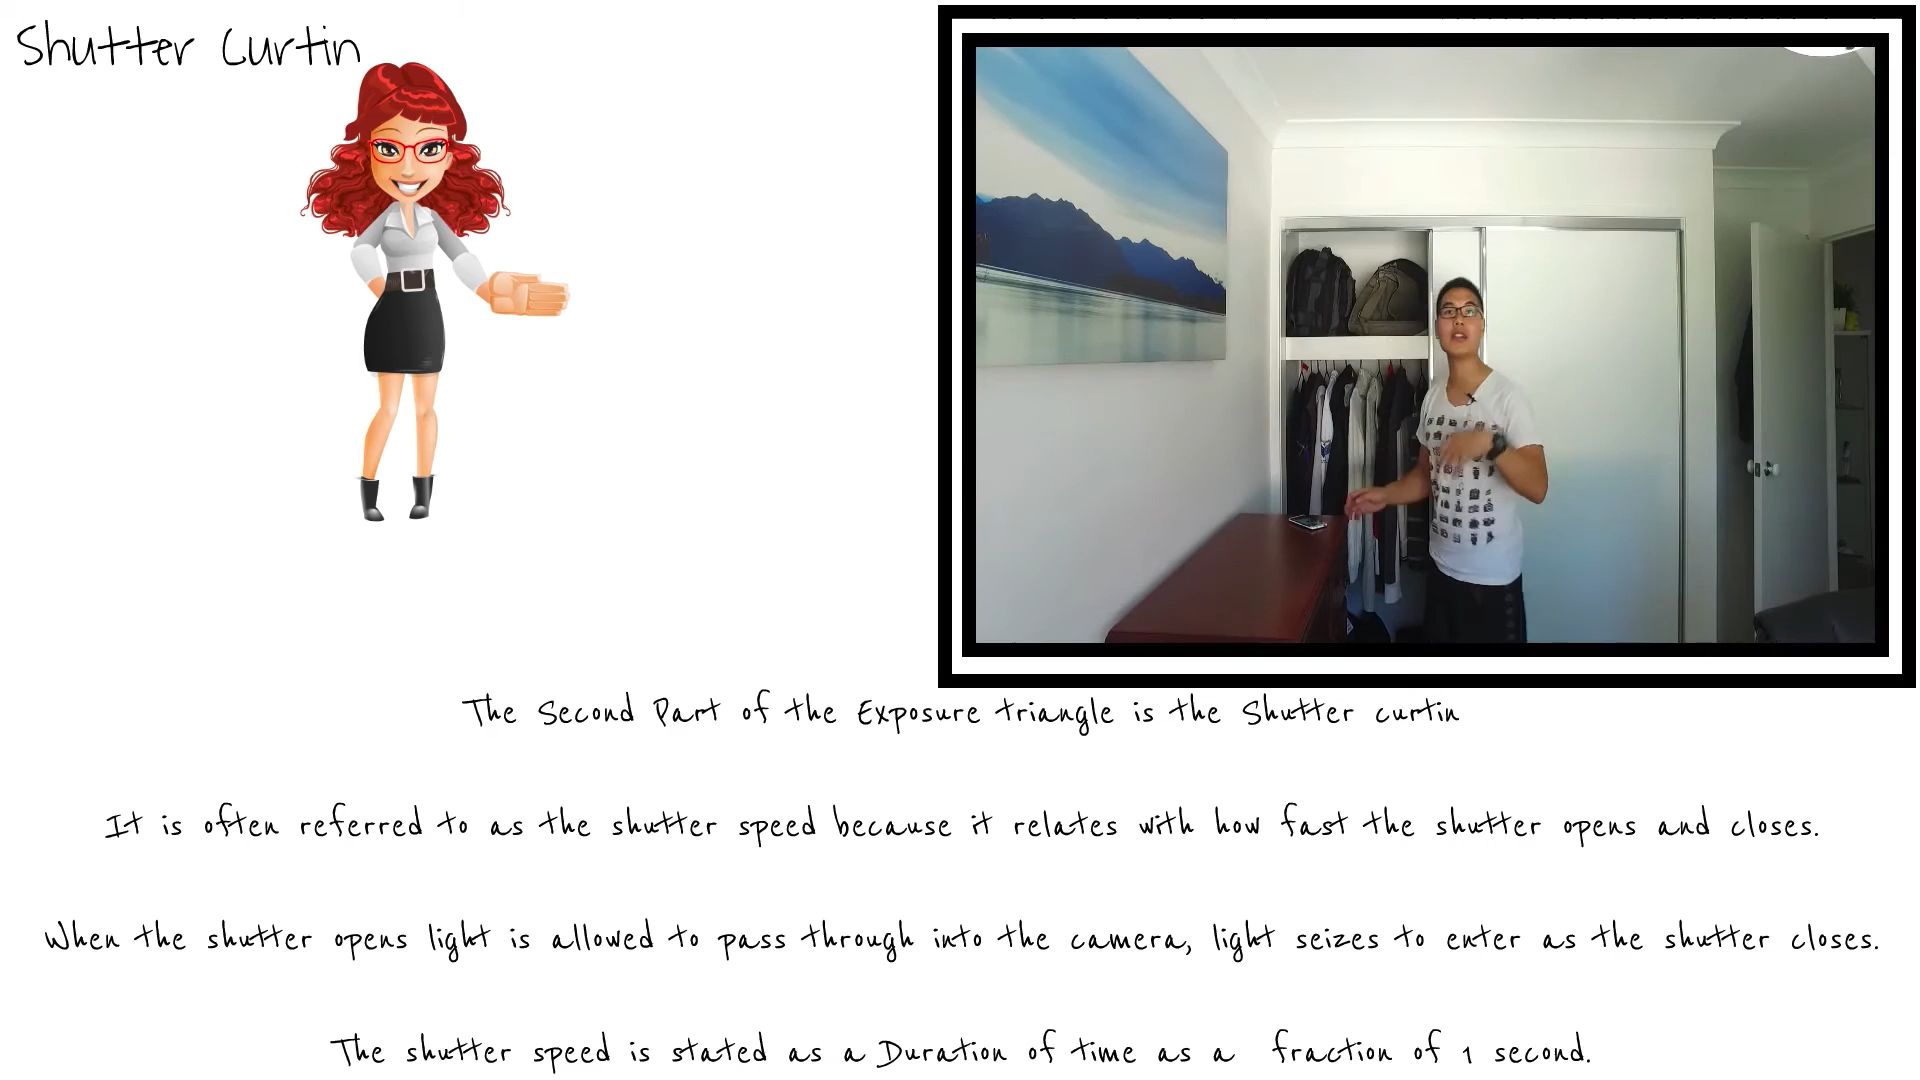 Shutter Curtin
The Second Part of the Exposure triangle is the Shutter curtin
It is often referred to as the shutter speed because it relates with how fast the shutter opens and closes.
When the shutter opens light is allowed to pass through into the camera, light seizes to enter as the shutter closes.
The shutter speed is stated as a Duration of time as a fraction of 1 second.